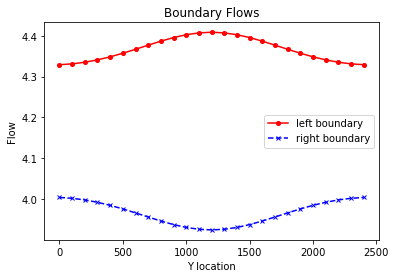 Boundary Flows
4.4
4.3
4.2
4.1
4.0
Flow
left boundary
right boundary
0 500 1000 1500 2000 2500
Y location